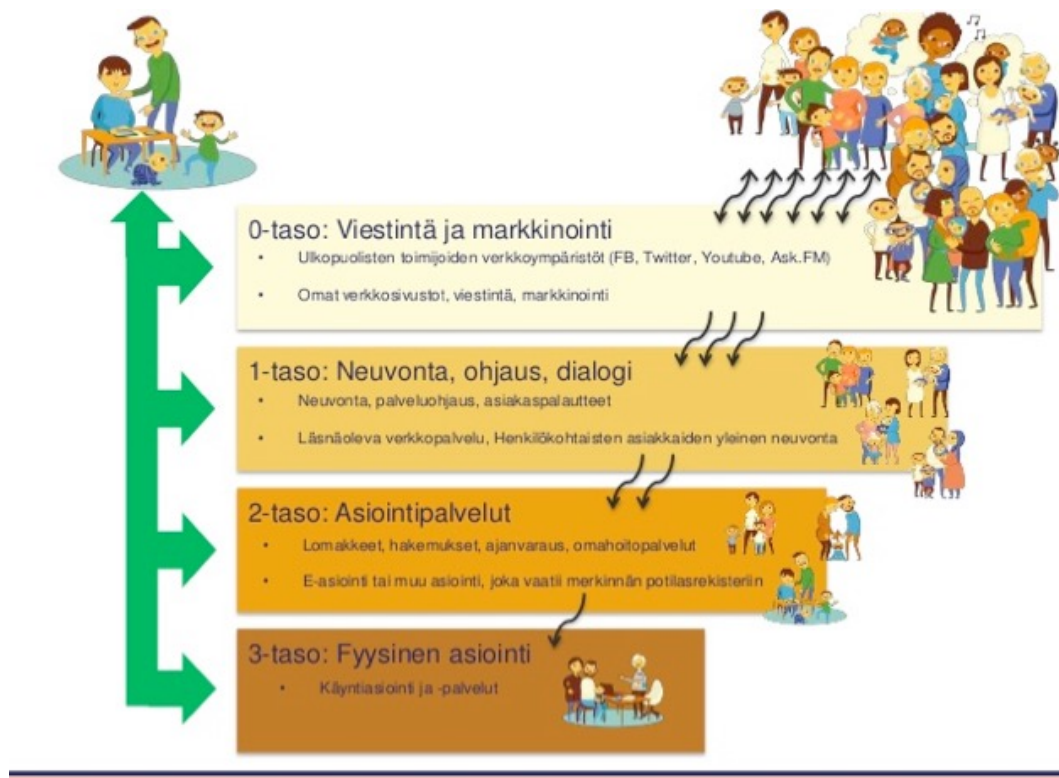 0-taso: Viestintä ja markkinointi
• Ulkopuolisten toimijoiden verkkoympäristöt (FB, Twitter, Youtube, Ask.FM)
• Omat verkkosivustot, viestintä, markkinointi
1-taso: Neuvonta, ohjaus, dialogi
• Neuvonta, palveluohjaus, asiakaspalautteet
• Läsnäoleva verkkopalvelu, Henkilökohtaisten asiakkaiden yleinen neuvonta
2-taso: Asiointipalvelut
• Lomakkeet, hakemukset, ajanvaraus, omahoitopalvelut
• E-asiointi tai muu asiointi, joka vaatii merkinnän potilasrekisteriin
3-taso: Fyysinen asiointi
• Käyntiasiointi ja -palvelut